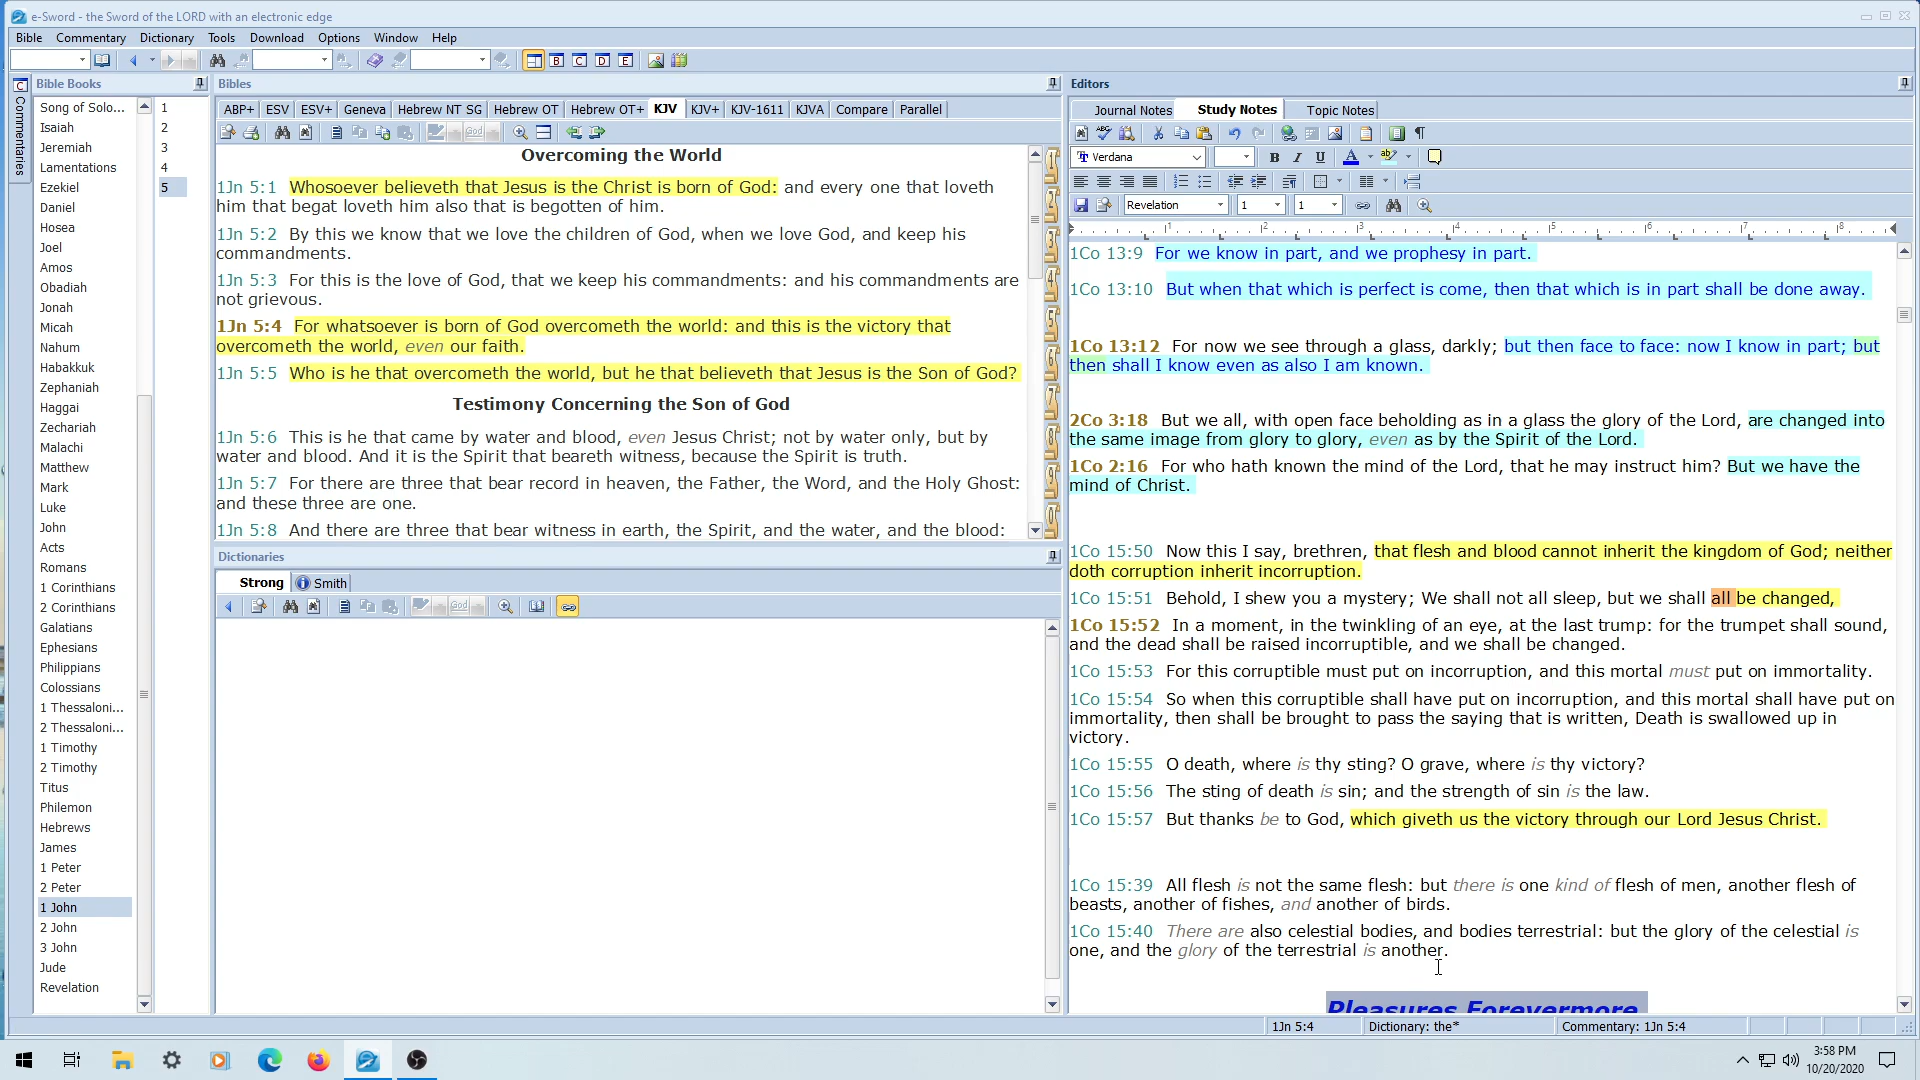 e-Sword - the Sword of the LORD with an electronic edge
Bible Commentary Dictionary Tools Download Options Window Help
B C D E
C Commentaries
Bible Books
Song of Solo...
Isaiah
Jeremiah
Lamentations
Ezekiel
Daniel
Hosea
Joel
Amos
Obadiah
Jonah
Micah
Nahum
Habakkuk
Zephaniah
Haggai
Zechariah
Malachi
Matthew
Mark
Luke
John
Acts
Romans
1 Corinthians
2 Corinthians
Galatians
Ephesians
Philippians
Colossians
1 Thessaloni...
2 Thessaloni...
1 Timothy
2 Timothy
Titus
Philemon
Hebrews
James
1 Peter
2 Peter
1 John
2 John
3 John
Jude
Revelation
1
2
3
4
5
Bibles
ABP+ ESV ESV+ Geneva Hebrew NT SG Hebrew OT Hebrew OT+ KJV KJV+ KJV-1611 KJVA Compare Parallel
God
Overcoming the World
1Jn 5:1 Whosoever believeth that Jesus is the Christ is born of God: and every one that loveth
him that begat loveth him also that is begotten of him.
1Jn 5:2 By this we know that we love the children of God, when we love God, and keep his
commandments.
1Jn 5:3 For this is the love of God, that we keep his commandments: and his commandments are
not grievous.
1Jn 5:4 For whatsoever is born of God overcometh the world: and this is the victory that
overcometh the world, even our faith.
1Jn 5:5 Who is he that overcometh the world, but he that believeth that Jesus is the Son of God?
Testimony Concerning the Son of God
1Jn 5:6 This is he that came by water and blood, even Jesus Christ; not by water only, but by
water and blood. And it is the Spirit that beareth witness, because the Spirit is truth.
1Jn 5:7 For there are three that bear record in heaven, the Father, the Word, and the Holy Ghost:
and these three are one.
1Jn 5:8 And there are three that bear witness in earth, the Spirit, and the water, and the blood:
1
2
3
4
5
6
7
8
9
0
Dictionaries
Strong Smith
God
Editors
Journal Notes Study Notes Topic Notes
Verdana B I U A
Revelation 1 1
1 2 3 4 5 6 7 8
1Co 13:9 For we know in part, and we prophesy in part.
1Co 13:10 But when that which is perfect is come, then that which is in part shall be done away.
1Co 13:12 For now we see through a glass, darkly; but then face to face: now I know in part; but
then shall I know even as also I am known.
2Co 3:18 But we all, with open face beholding as in a glass the glory of the Lord, are changed into
the same image from glory to glory, even as by the Spirit of the Lord.
1Co 2:16 For who hath known the mind of the Lord, that he may instruct him? But we have the
mind of Christ.
1Co 15:50 Now this I say, brethren, that flesh and blood cannot inherit the kingdom of God; neither
doth corruption inherit incorruption.
1Co 15:51 Behold, I shew you a mystery; We shall not all sleep, but we shall all be changed,
1Co 15:52 In a moment, in the twinkling of an eye, at the last trump: for the trumpet shall sound,
and the dead shall be raised incorruptible, and we shall be changed.
1Co 15:53 For this corruptible must put on incorruption, and this mortal must put on immortality.
1Co 15:54 So when this corruptible shall have put on incorruption, and this mortal shall have put on
immortality, then shall be brought to pass the saying that is written, Death is swallowed up in
victory.
1Co 15:55 O death, where is thy sting? O grave, where is thy victory?
1Co 15:56 The sting of death is sin; and the strength of sin is the law.
1Co 15:57 But thanks be to God, which giveth us the victory through our Lord Jesus Christ.
1Co 15:39 All flesh is not the same flesh: but there is one kind of flesh of men, another flesh of
beasts, another of fishes, and another of birds.
1Co 15:40 There are also celestial bodies, and bodies terrestrial: but the glory of the celestial is
one, and the glory of the terrestrial is another.
Pleasures Forevermore
1Jn 5:4 Dictionary: the* Commentary: 1Jn 5:4
3:58 PM
10/20/2020